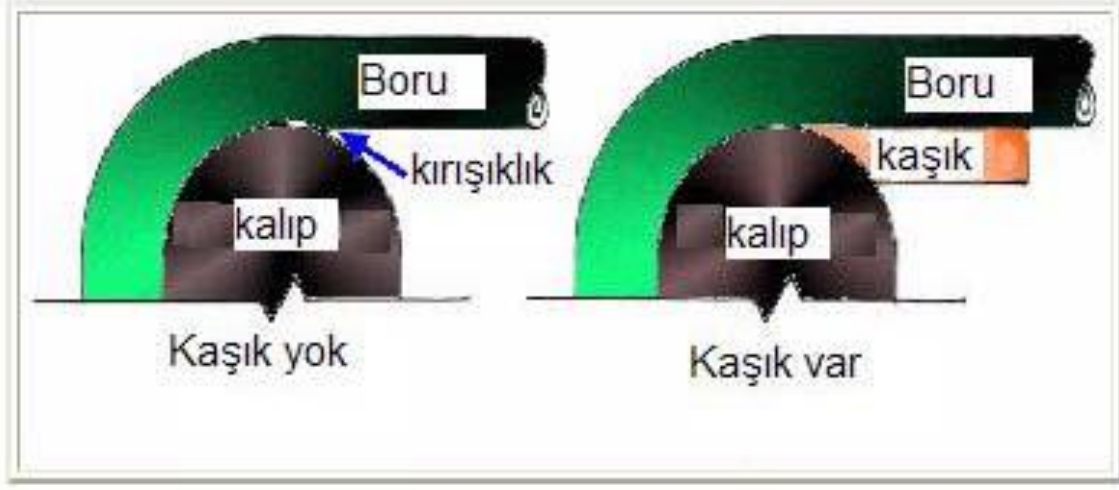 Boru
kırışıklık
kalıp
Kaşık yok
Boru
kaşık
kalıp
Kaşık var